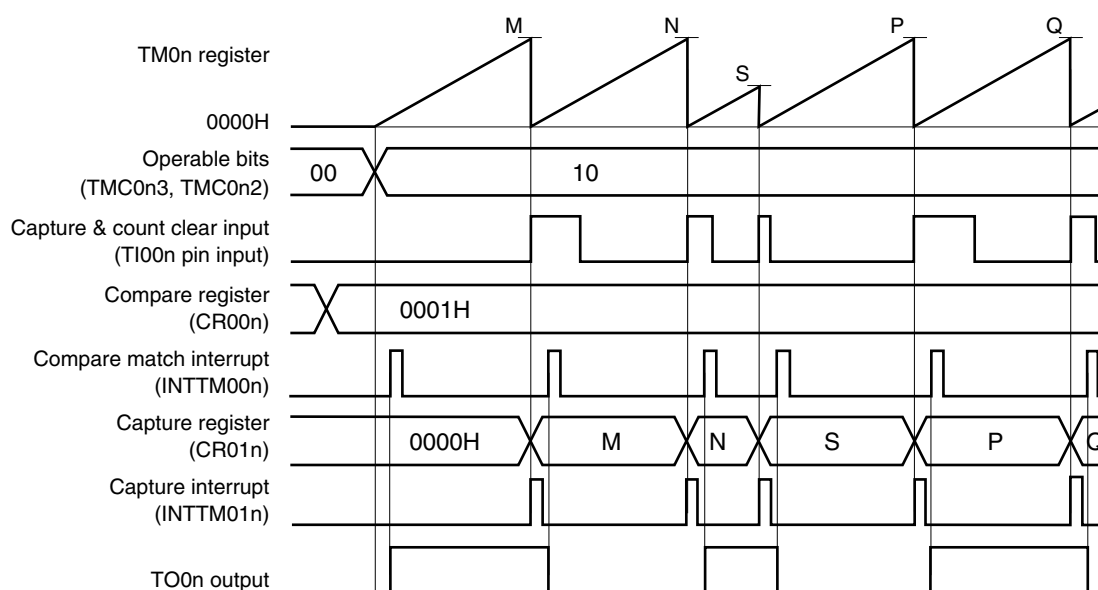 M N P Q
S
TM0n register
0000H
Operable bits
(TMC0n3, TMC0n2)
00 10
Capture & count clear input
(TI00n pin input)
Compare register
(CR00n)
0001H
Compare match interrupt
(INTTM00n)
Capture register
(CR01n)
0000H M N S P Q
Capture interrupt
(INTTM01n)
TO0n output